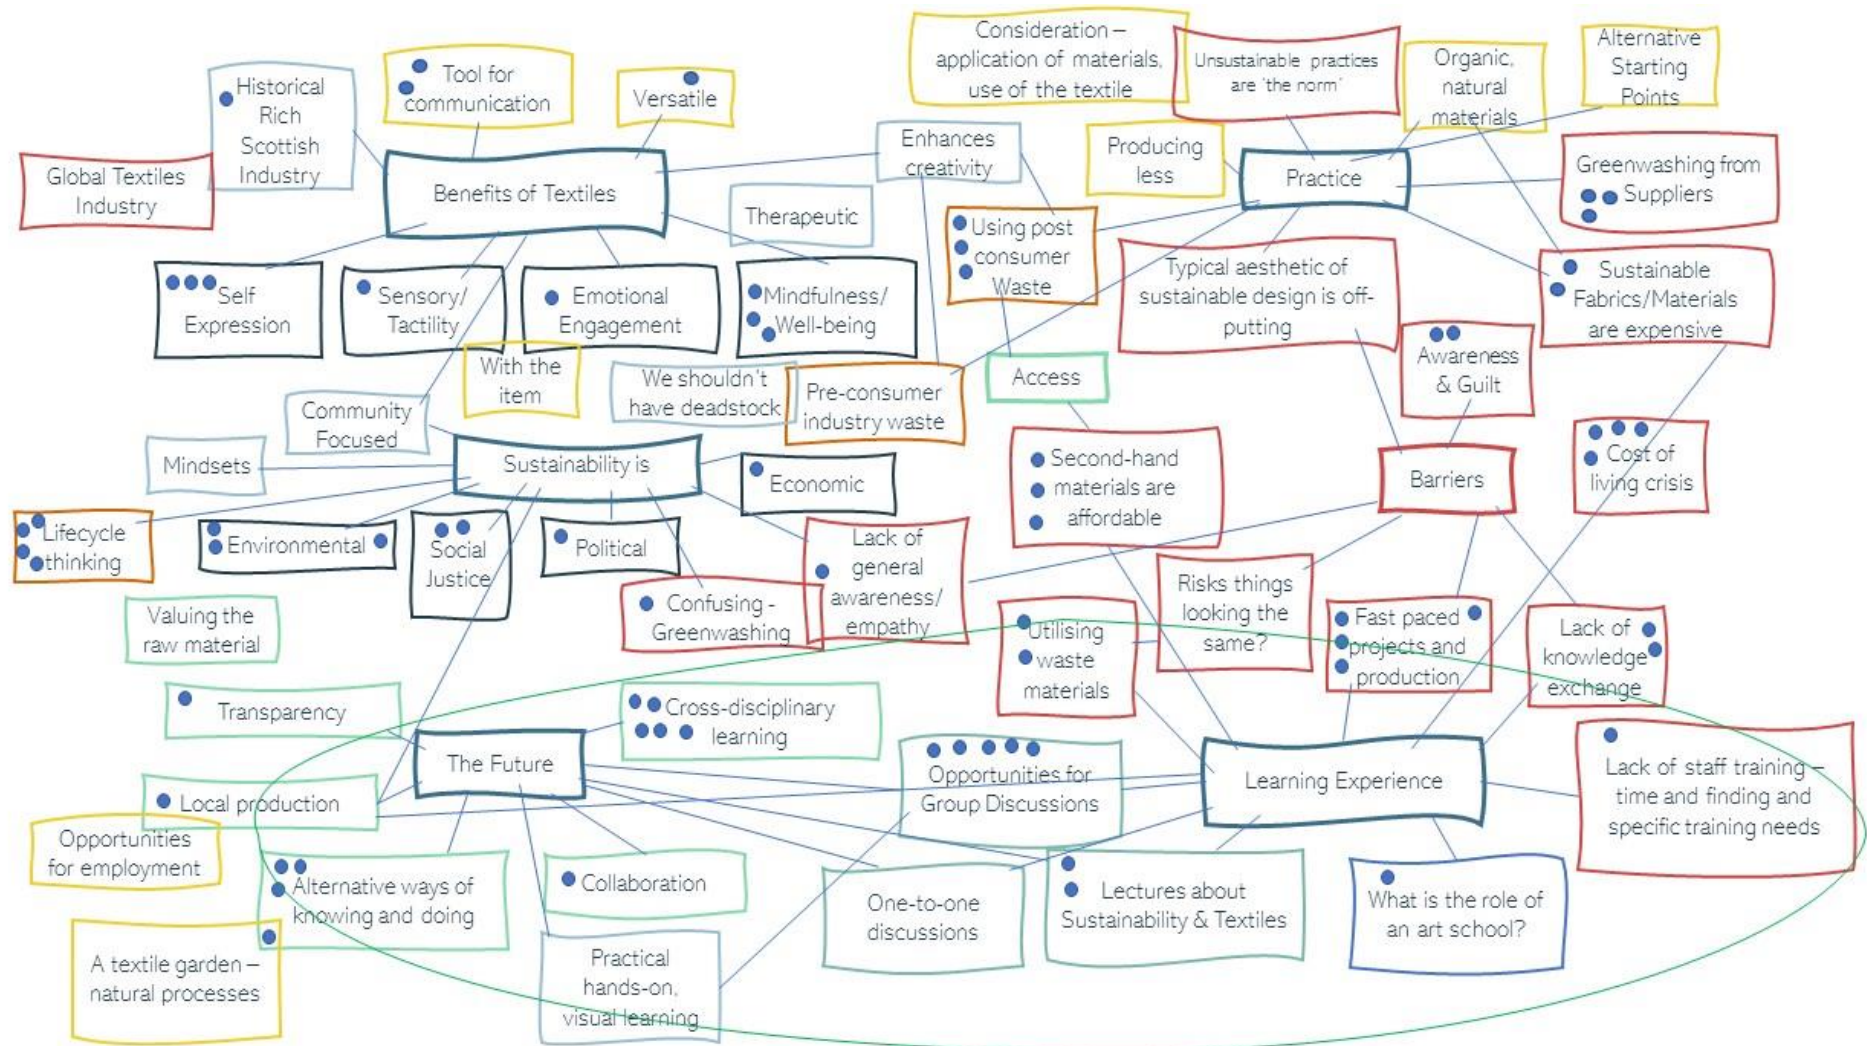 Consideration –
application of materials,
use of the textile
Unsustainable practices
are 'the norm'
Organic,
natural
materials
Alternative
Starting
Points
Historical
Rich
Scottish
Industry
Tool for
communication
Versatile
Enhances
creativity
Producing
less
Practice
Greenwashing from
Suppliers
Global Textiles
Industry
Benefits of Textiles
Therapeutic
Using post
consumer
Waste
Typical aesthetic of
sustainable design is off-
putting
Sustainable
Fabrics/Materials
are expensive
Self
Expression
Sensory/
Tactility
Emotional
Engagement
Mindfulness/
Well-being
With the
item
We shouldn't
have deadstock
Pre-consumer
industry waste
Access
Awareness
& Guilt
Community
Focused
Mindsets
Sustainability is
Economic
Second-hand
materials are
affordable
Barriers
Cost of
living crisis
Lifecycle
thinking
Environmental
Social
Justice
Political
Lack of
general
awareness/
empathy
Confusing -
Greenwashing
Valuing the
raw material
Utilising
waste
materials
Risks things
looking the
same?
Fast paced
projects and
production
Lack of
knowledge
exchange
Transparency
The Future
Cross-disciplinary
learning
Opportunities for
Group Discussions
Learning Experience
Lack of staff training –
time and finding and
specific training needs
Local production
Opportunities
for employment
Alternative ways of
knowing and doing
Collaboration
One-to-one
discussions
Lectures about
Sustainability & Textiles
What is the role of
an art school?
A textile garden –
natural processes
Practical
hands-on,
visual learning